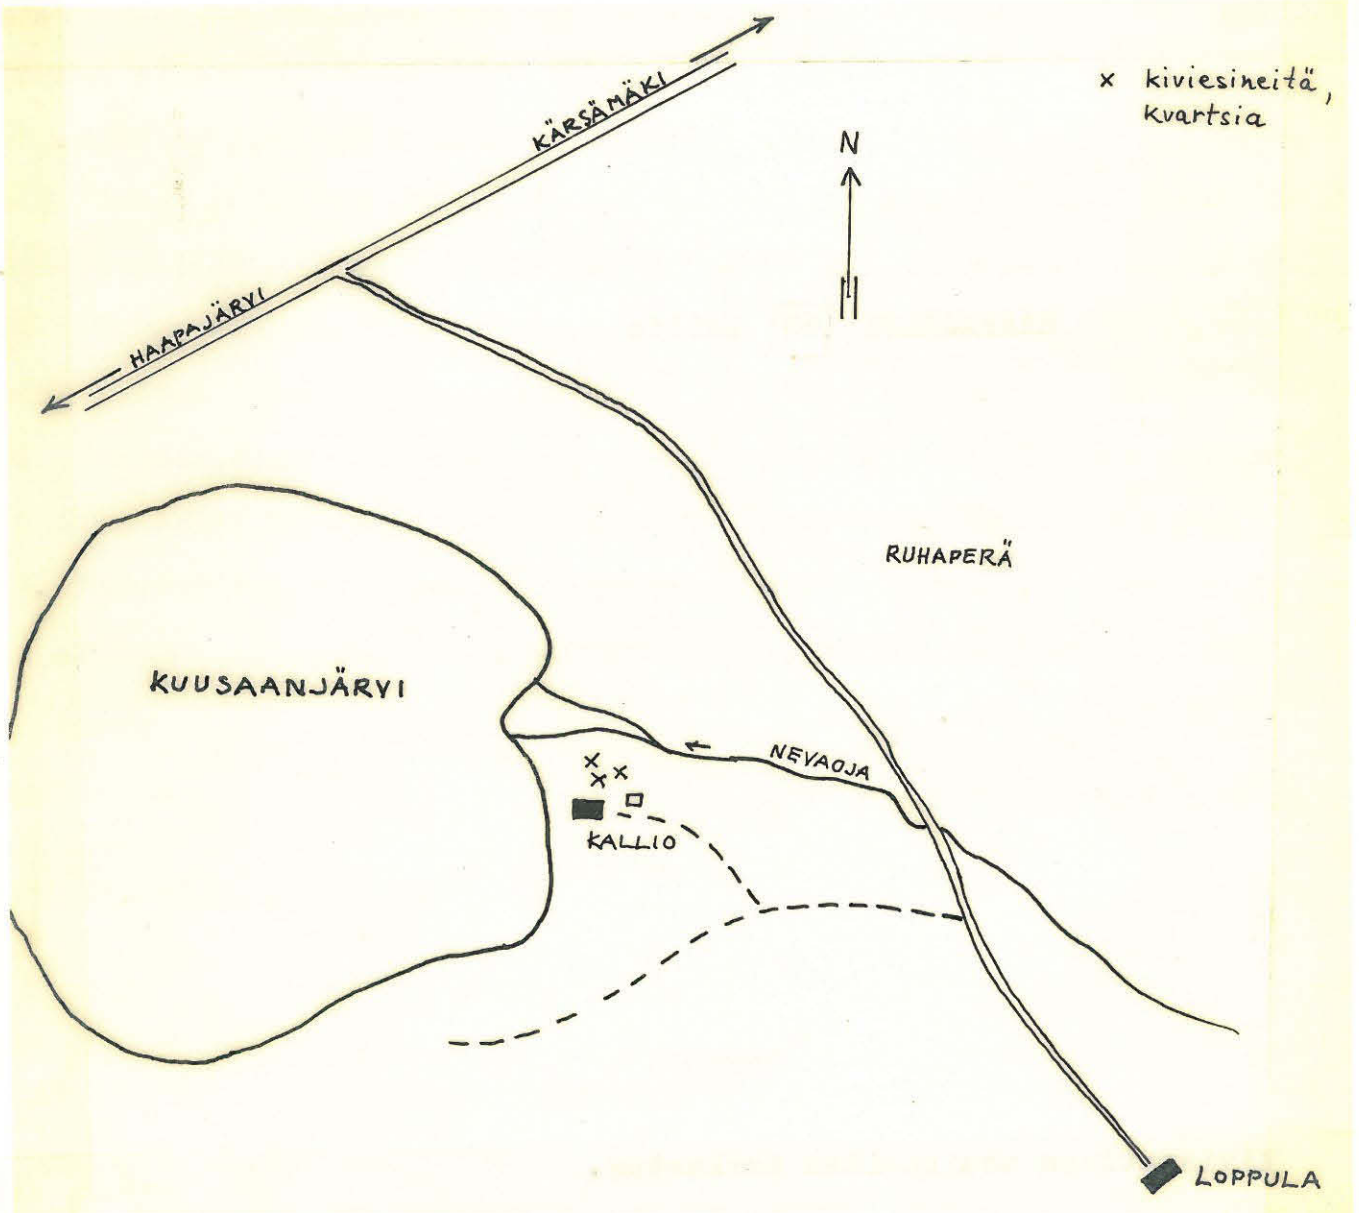 KÄRSÄMÄKI
x kiviesineitä,
kvartsia
N
HAAPAJÄRVI
RUHAPERÄ
KUUSAANJÄRVI
NEVAOJA
KALLIO
LOPPULA